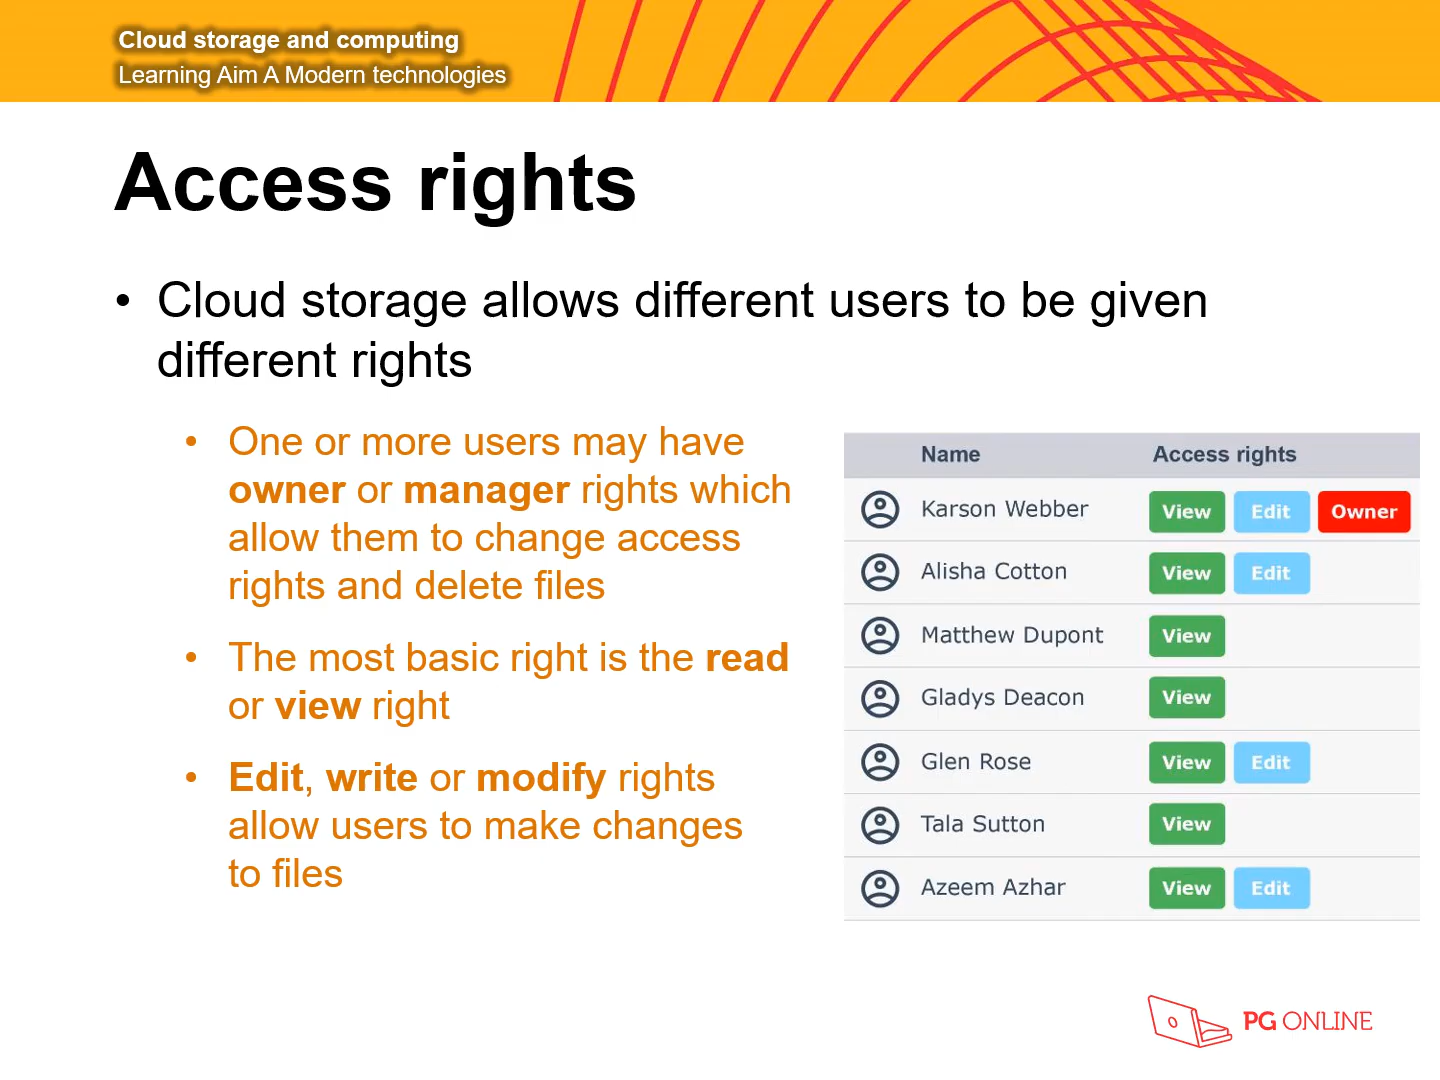 Cloud storage and computing
Learning Aim A Modern technologies
Access rights
• Cloud storage allows different users to be given
different rights
• One or more users may have
owner or manager rights which
allow them to change access
rights and delete files
• The most basic right is the read
or view right
• Edit, write or modify rights
allow users to make changes
to files
Name Access rights
Karson Webber View Edit Owner
Alisha Cotton View Edit
Matthew Dupont View
Gladys Deacon View
Glen Rose View Edit
Tala Sutton View
Azeem Azhar View Edit
PG ONLINE